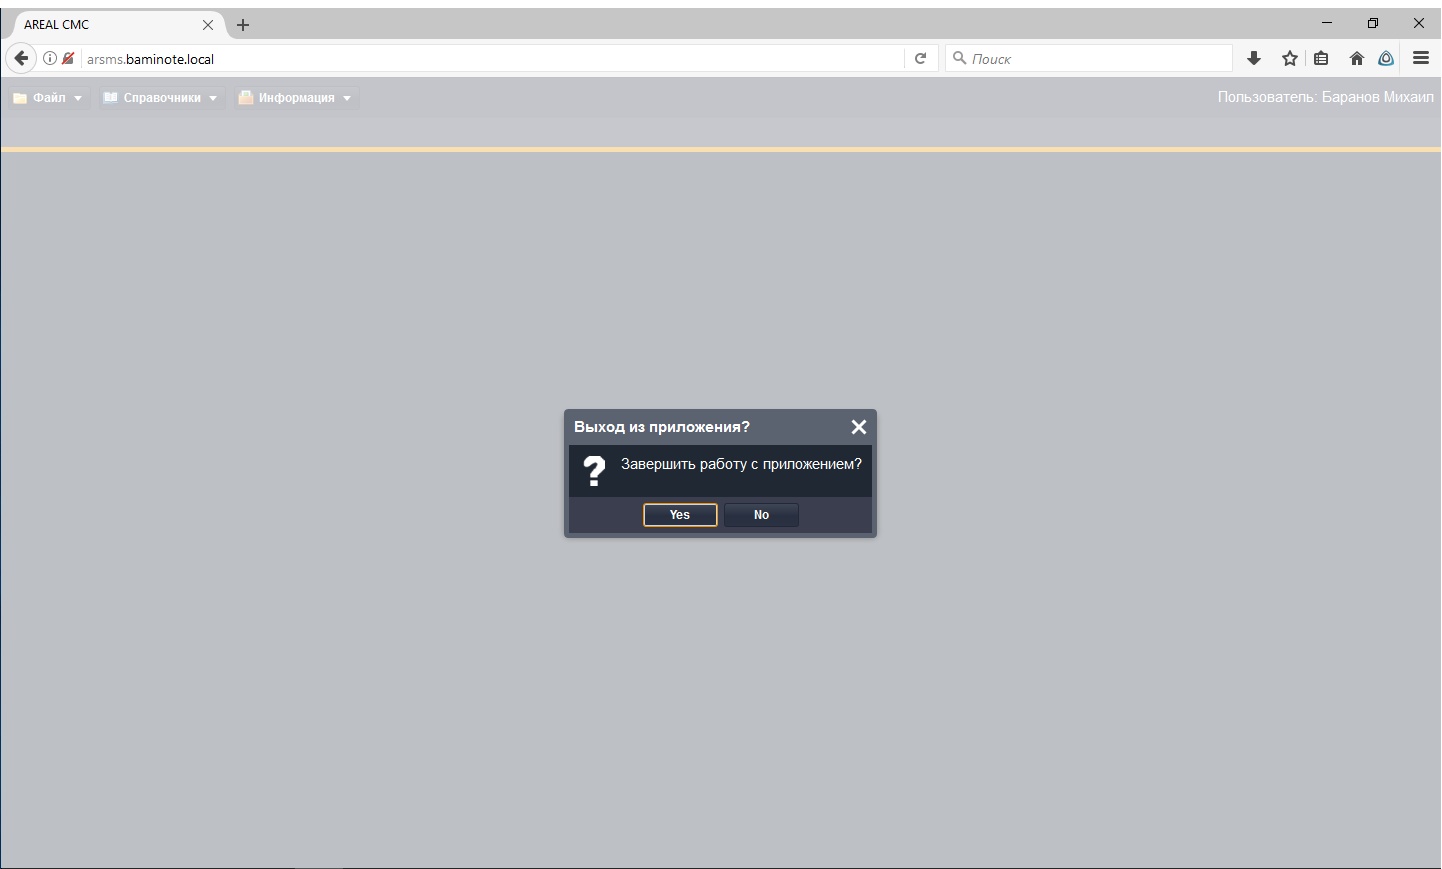 AREAL CMC
arsms.baminote.local
Поиск
Файл
Справочники
Информация
Пользователь: Баранов Михаил
Выход из приложения?
Завершить работу с приложением?
Yes
No